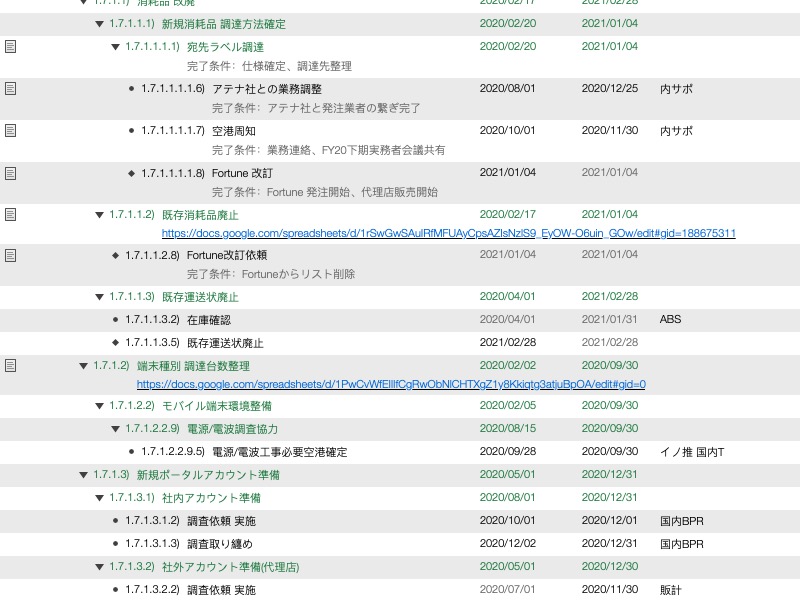 1.7.1.1) 消耗品 改廃 2020/02/17 2021/02/28
1.7.1.1.1) 新規消耗品 調達方法確定 2020/02/20 2021/01/04
1.7.1.1.1.1) 宛先ラベル調達 2020/02/20 2021/01/04
完了条件: 仕様確定、調達先整理
1.7.1.1.1.1.6) アテナ社との業務調整 2020/08/01 2020/12/25 内サポ
完了条件: アテナ社と発注業者の繋ぎ完了
1.7.1.1.1.1.7) 空港周知 2020/10/01 2020/11/30 内サポ
完了条件: 業務連絡、FY20下期実務者会議共有
1.7.1.1.1.1.8) Fortune 改訂 2021/01/04 2021/01/04
完了条件: Fortune 発注開始、代理店販売開始
1.7.1.1.2) 既存消耗品廃止 2020/02/17 2021/01/04
1.7.1.1.2.8) Fortune改訂依頼 2021/01/04 2021/01/04
完了条件: Fortuneからリスト削除
1.7.1.1.3) 既存運送状廃止 2020/04/01 2021/02/28
1.7.1.1.3.2) 在庫確認 2020/04/01 2021/01/31 ABS
1.7.1.1.3.5) 既存運送状廃止 2021/02/28 2021/02/28
1.7.1.2) 端末種別 調達台数整理 2020/02/02 2020/09/30
1.7.1.2.2) モバイル端末環境整備 2020/02/05 2020/09/30
1.7.1.2.2.9) 電源/電波調査協力 2020/08/15 2020/09/30
1.7.1.2.2.9.5) 電源/電波工事必要空港確定 2020/09/28 2020/09/30 イノ推 国内T
1.7.1.3) 新規ポータルアカウント準備 2020/05/01 2020/12/31
1.7.1.3.1) 社内アカウント準備 2020/08/01 2020/12/31
1.7.1.3.1.2) 調査依頼 実施 2020/10/01 2020/12/01 国内BPR
1.7.1.3.1.3) 調査取り纏め 2020/12/02 2020/12/31 国内BPR
1.7.1.3.2) 社外アカウント準備(代理店) 2020/05/01 2020/12/30
1.7.1.3.2.2) 調査依頼 実施 2020/07/01 2020/11/30 販計